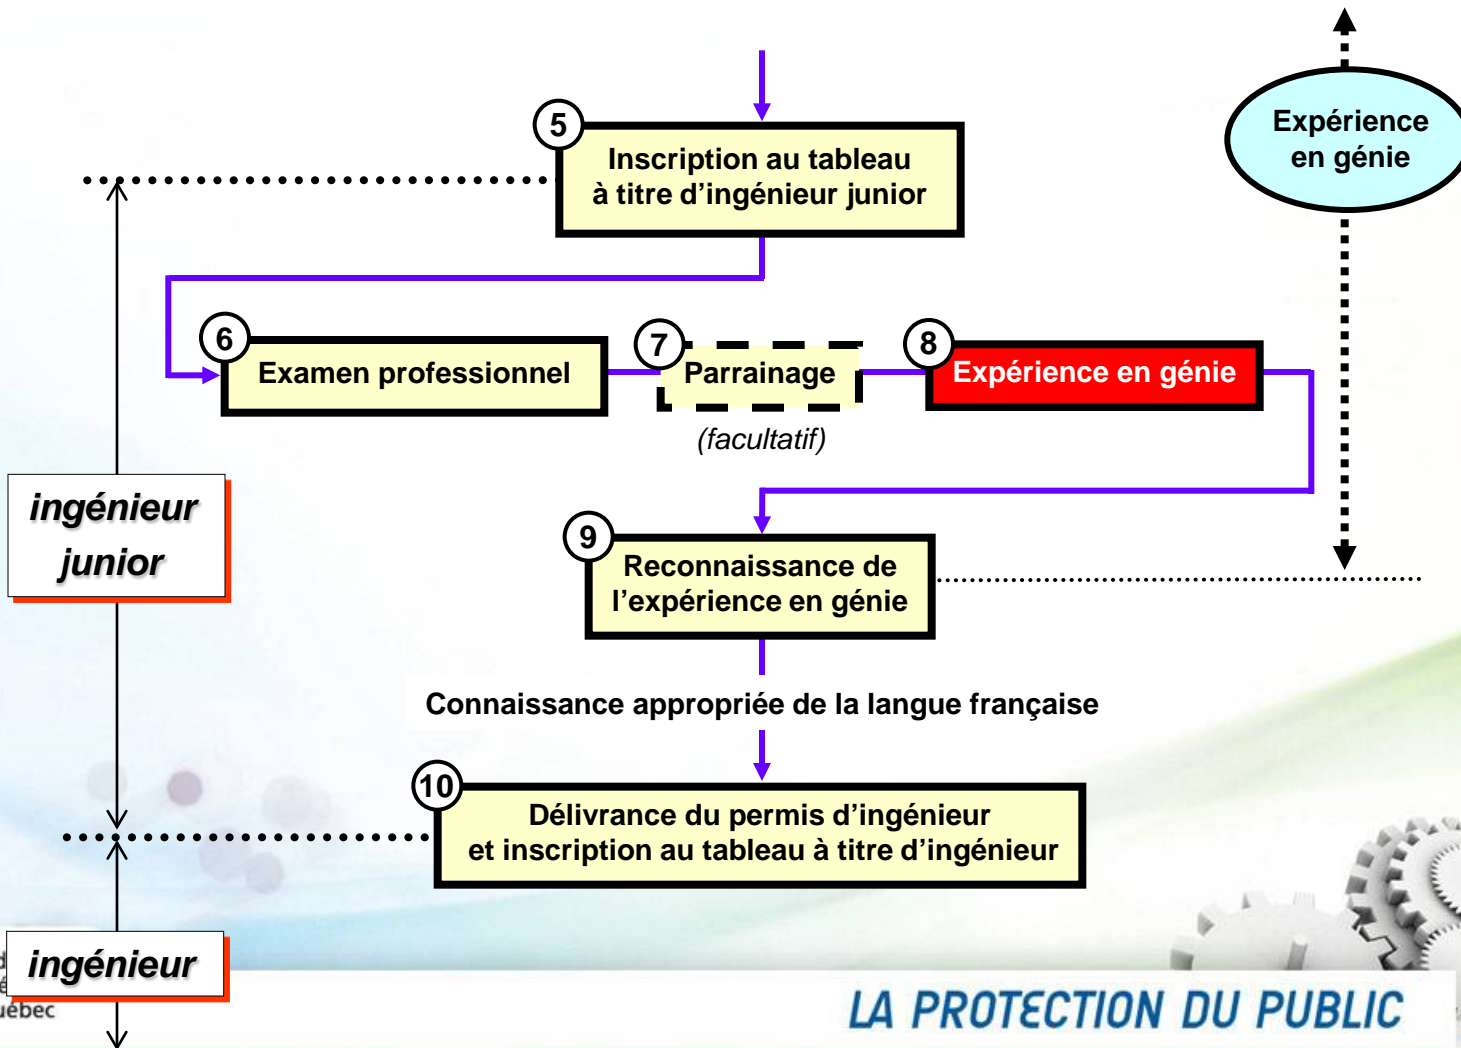 5
Inscription au tableau
à titre d’ingénieur junior
Expérience
en génie
6
Examen professionnel
7
Parrainage
(facultatif)
8
Expérience en génie
ingénieur
junior
9
Reconnaissance de
l’expérience en génie
Connaissance appropriée de la langue française
10
Délivrance du permis d’ingénieur
et inscription au tableau à titre d’ingénieur
ingénieur
LA PROTECTION DU PUBLIC